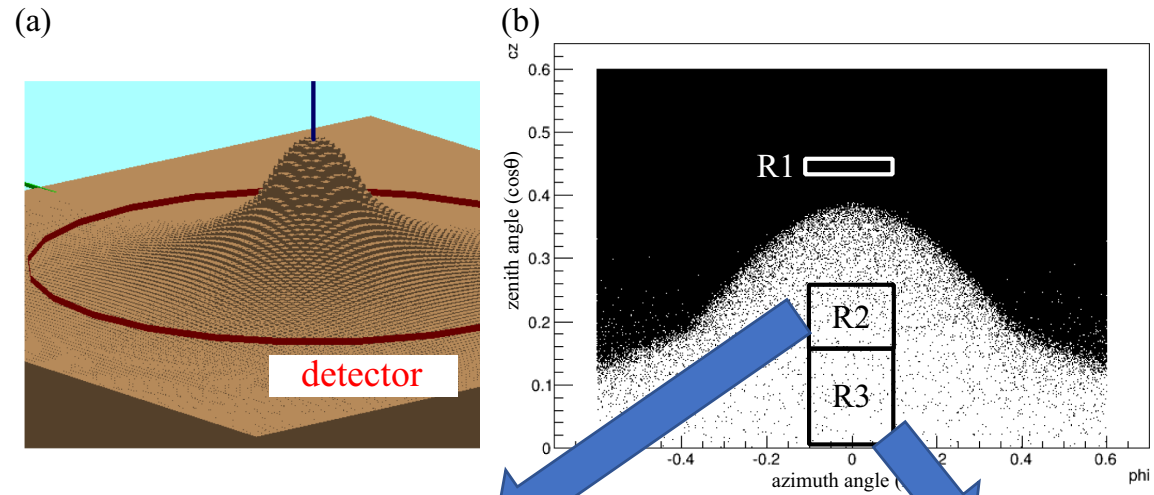 (a)
detector
(b)
cz
zenith angle (cosθ)
0.6
0.5
0.4
0.3
0.2
0.1
0
R1
R2
R3
-0.4
-0.2
0
0.2
0.4
0.6
azimuth angle (
phi